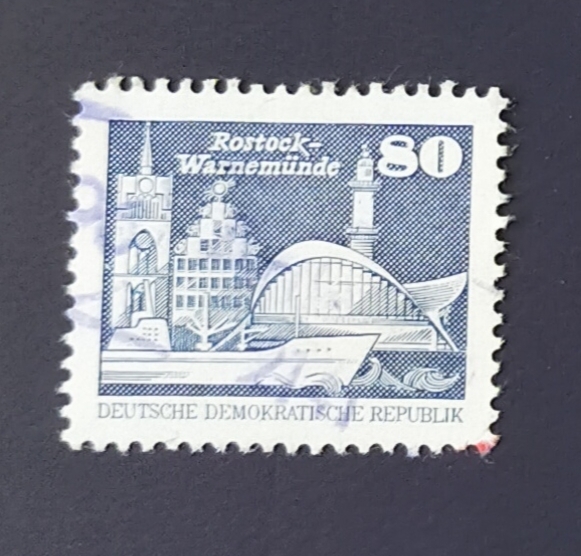 Rostock-
Warnemünde
80
DEUTSCHE DEMOKRATISCHE REPUBLIK